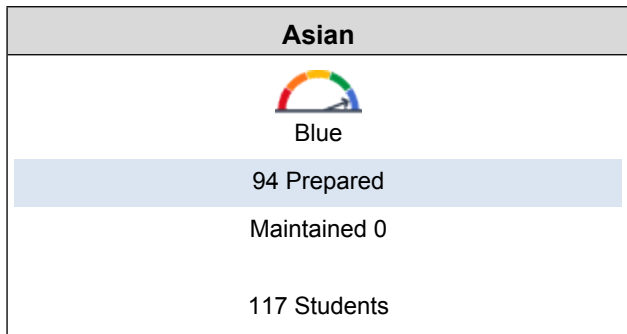 Asian
Blue
94 Prepared
Maintained 0
117 Students